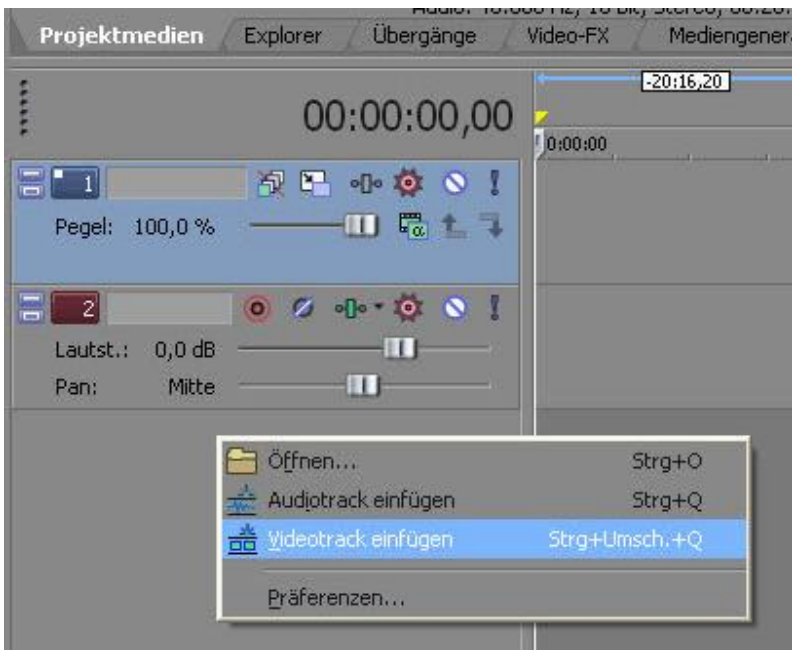 Projektmedien Explorer Übergänge Video-FX Mediengener
00:00:00,00
-20:16,20
0:00:00
1
Pegel: 100,0 %
2
Lautst.: 0,0 dB
Pan: Mitte
Öffnen... Strg+O
Audiotrack einfügen Strg+Q
Videotrack einfügen Strg+Umsch.+Q
Präferenzen...